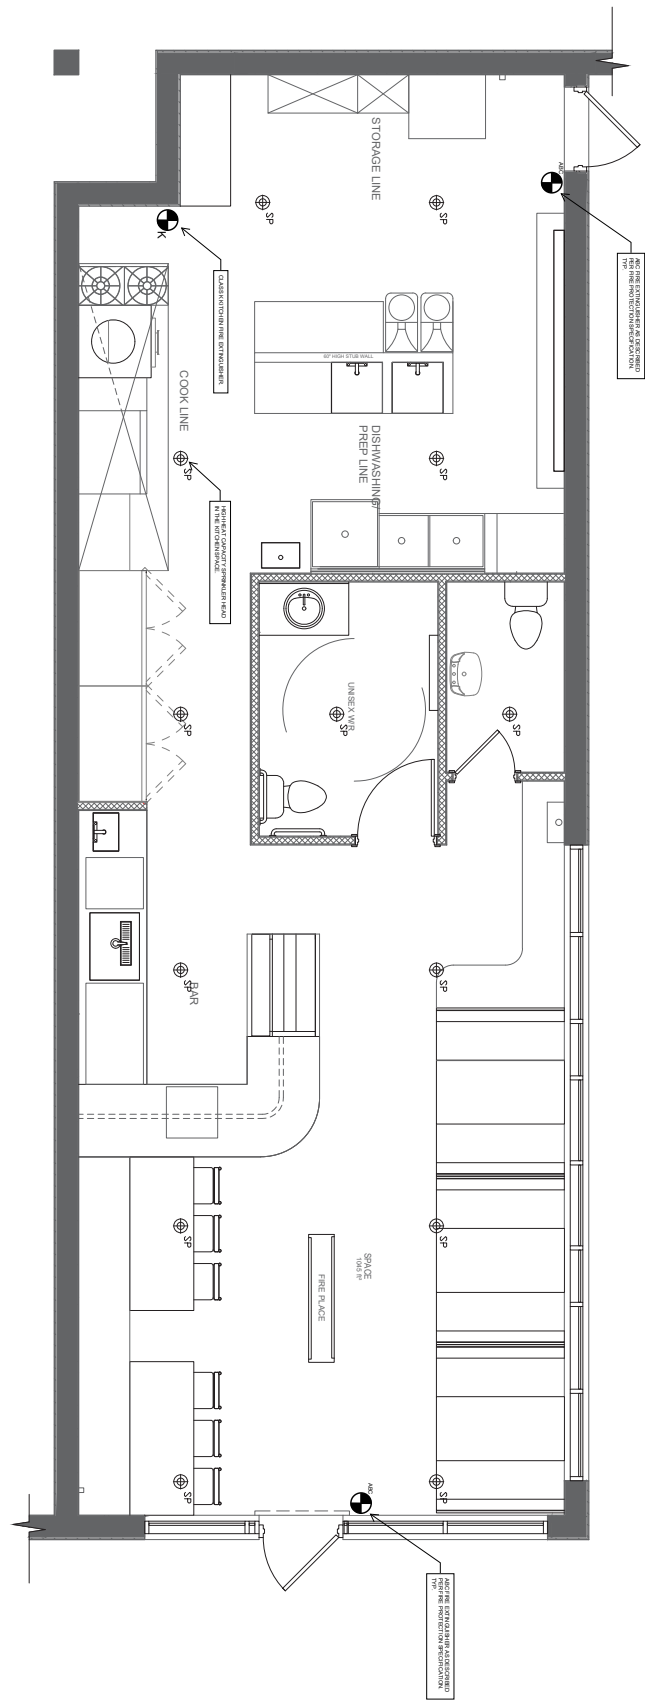 STORAGE LINE
ABC
ABC FIRE EXTINGUISHER AS DESCRIBED
PER FIRE PROTECTION SPECIFICATION.
TYP.
SP
SP
K
CLASS K KITCHEN FIRE EXTINGUISHER.
60" HIGH STUB WALL
COOK LINE
DISHWASHING/
PREP LINE
SP
SP
HIGH HEAT CAPACITY SPRINKLER HEAD
IN THE KITCHEN SPACE.
UNISEX W/R
SP
SP
SP
BAR
SP
SP
SP
SP
SPACE
1045 ft²
FIRE PLACE
SP
SP
ABC
ABC FIRE EXTINGUISHER AS DESCRIBED
PER FIRE PROTECTION SPECIFICATION.
TYP.